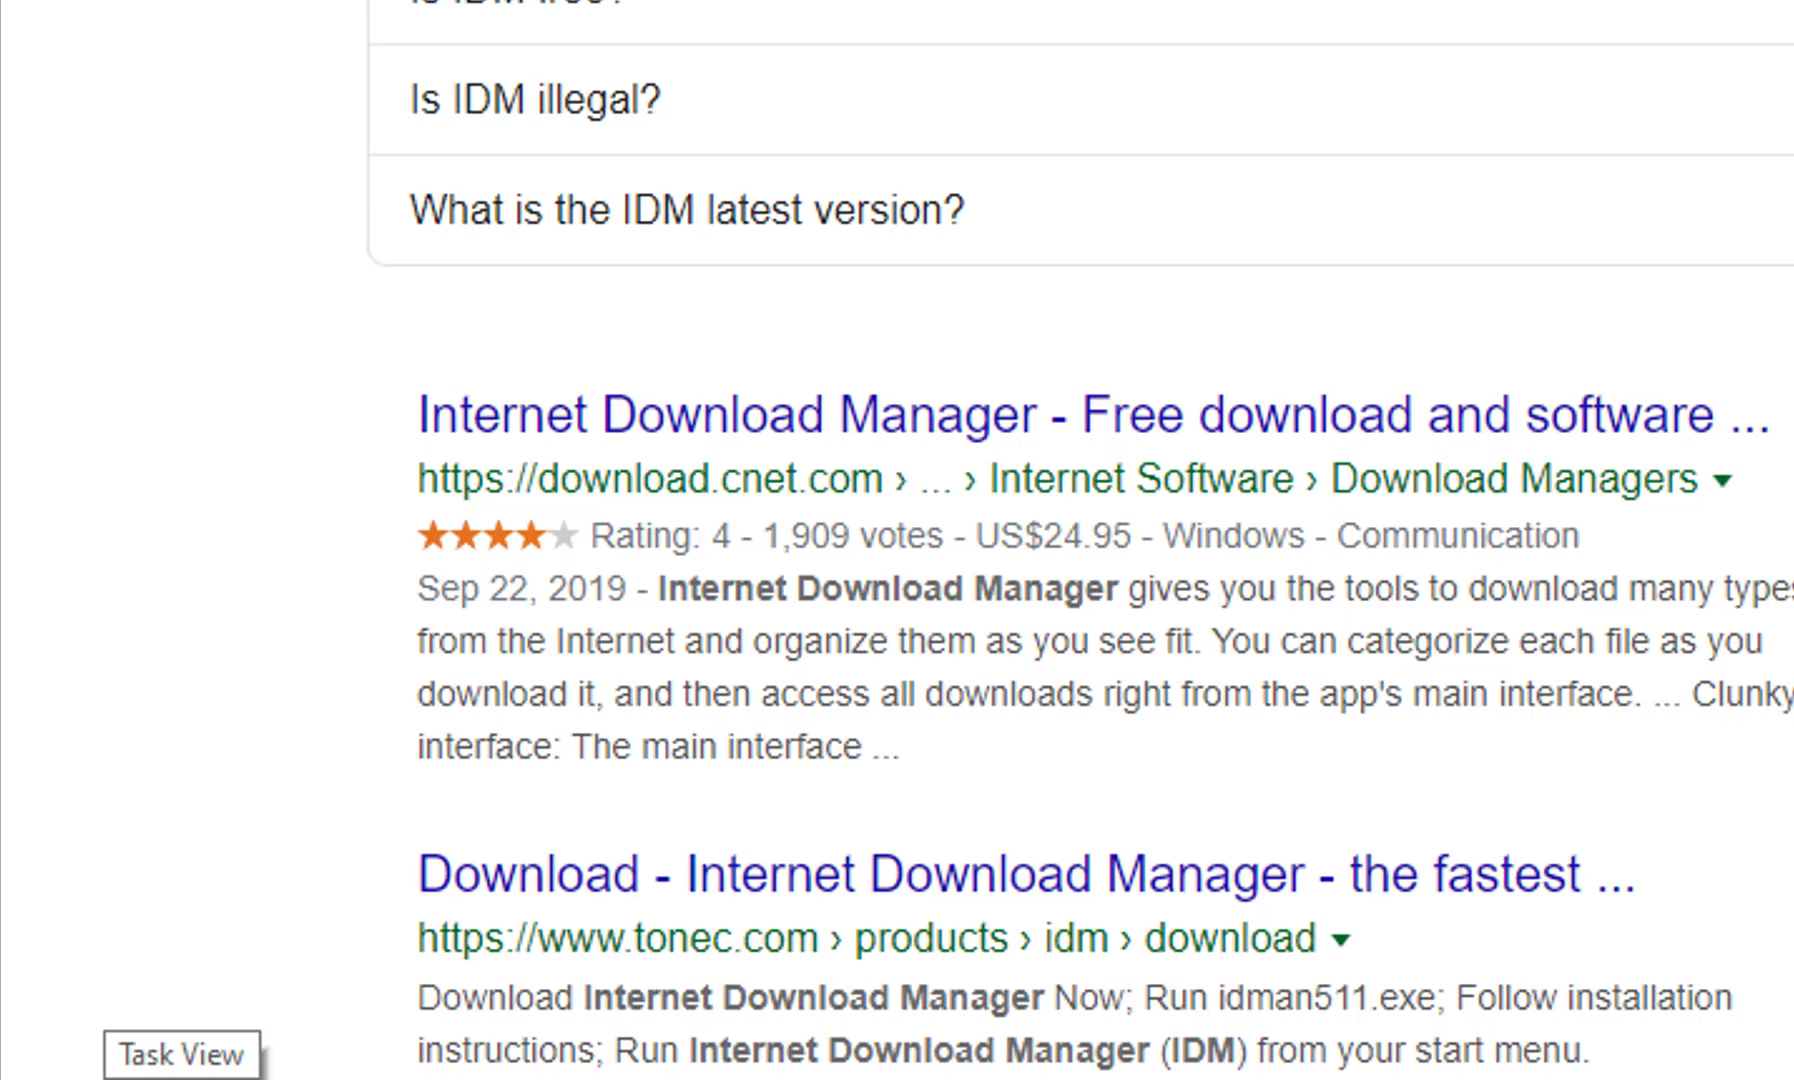 Is IDM free?
Is IDM illegal?
What is the IDM latest version?
Internet Download Manager - Free download and software ...
https://download.cnet.com › ... › Internet Software › Download Managers
Rating: 4 - 1,909 votes - US$24.95 - Windows - Communication
Sep 22, 2019 - Internet Download Manager gives you the tools to download many types
from the Internet and organize them as you see fit. You can categorize each file as you
download it, and then access all downloads right from the app's main interface. ... Clunky
interface: The main interface ...
Download - Internet Download Manager - the fastest ...
https://www.tonec.com › products › idm › download
Download Internet Download Manager Now; Run idman511.exe; Follow installation
instructions; Run Internet Download Manager (IDM) from your start menu.
Task View